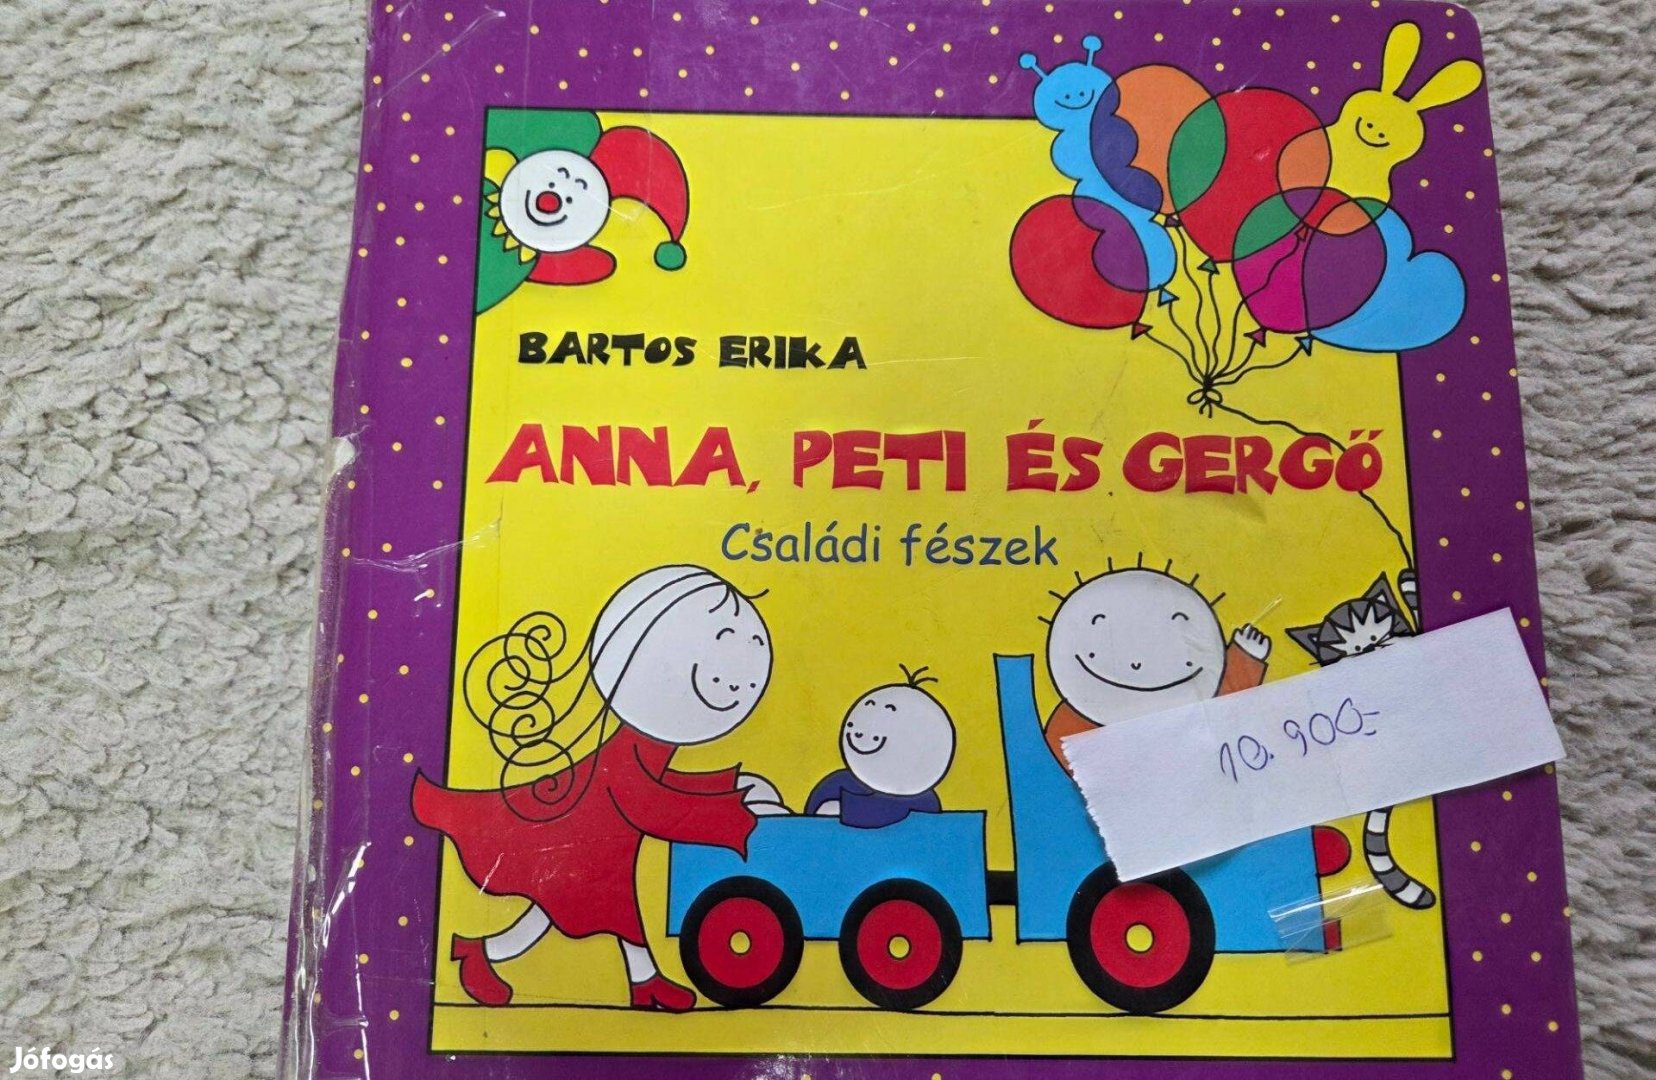 BARTOS ERIKA
ANNA, PETI ÉS GERGŐ
Családi fészek
10.900.-
Jófogás